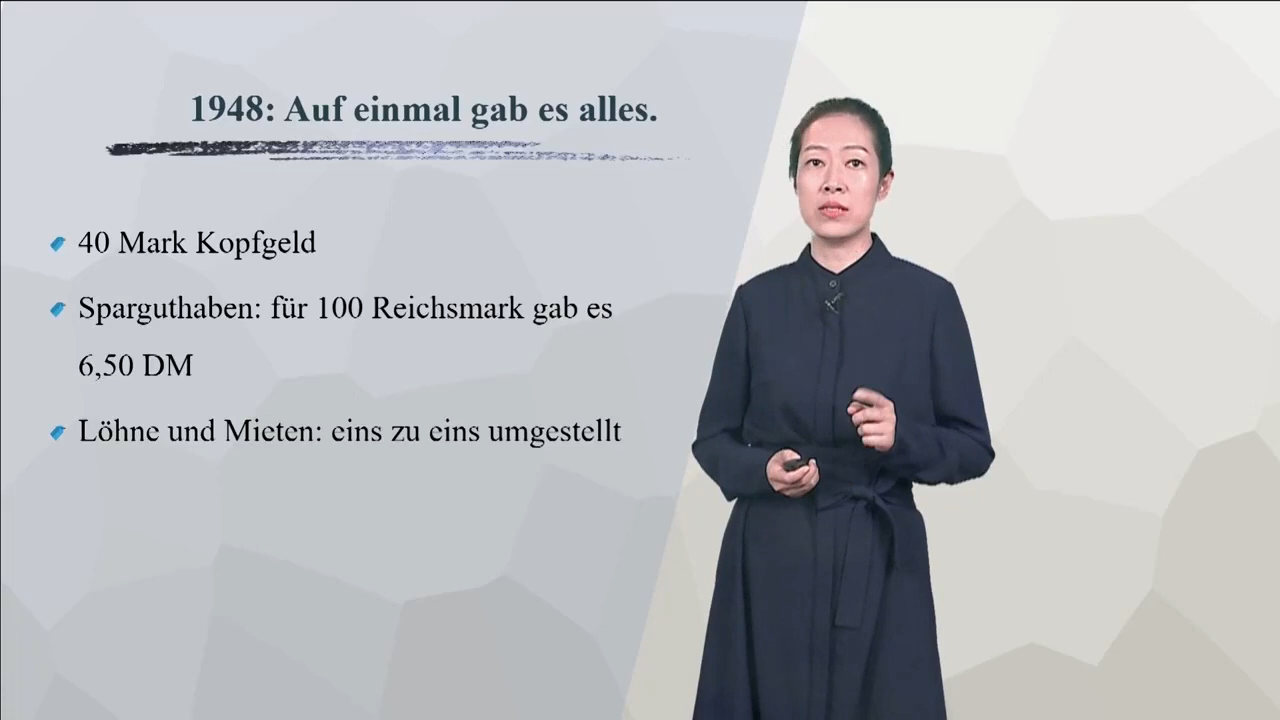 1948: Auf einmal gab es alles.
40 Mark Kopfgeld
Sparguthaben: für 100 Reichsmark gab es
6,50 DM
Löhne und Mieten: eins zu eins umgestellt